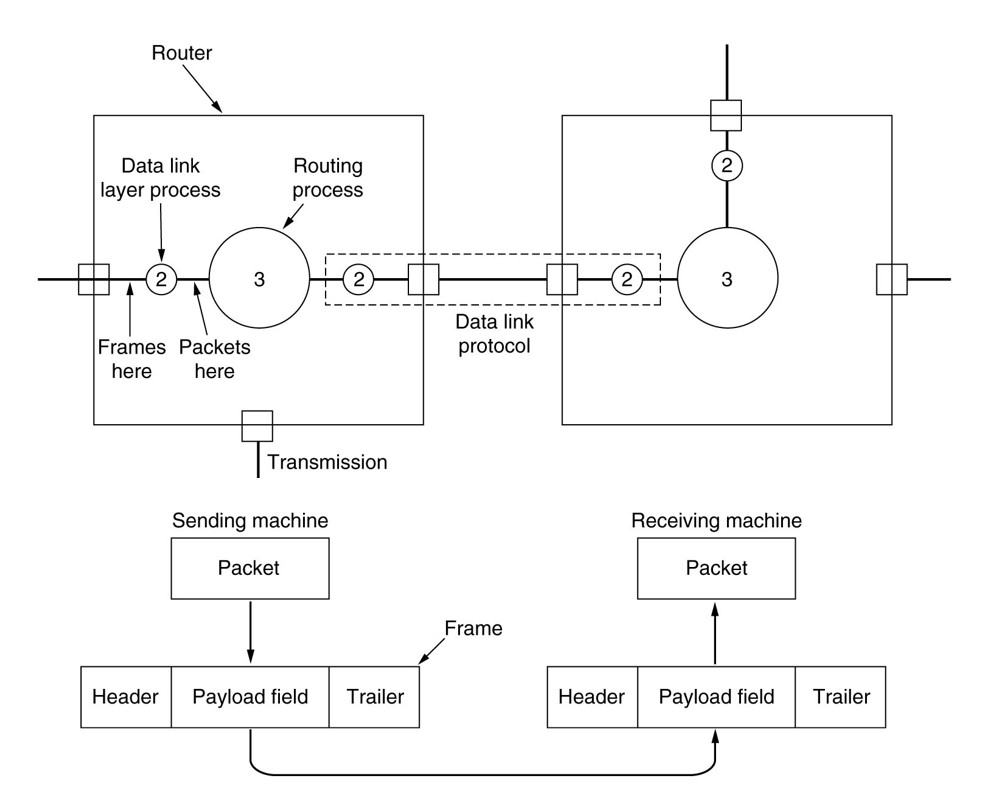 Router
2
Data link
layer process
Routing
process
2
3
2
2
3
Frames
here
Packets
here
Data link
protocol
Transmission
Sending machine
Receiving machine
Packet
Packet
Frame
Header
Payload field
Trailer
Header
Payload field
Trailer